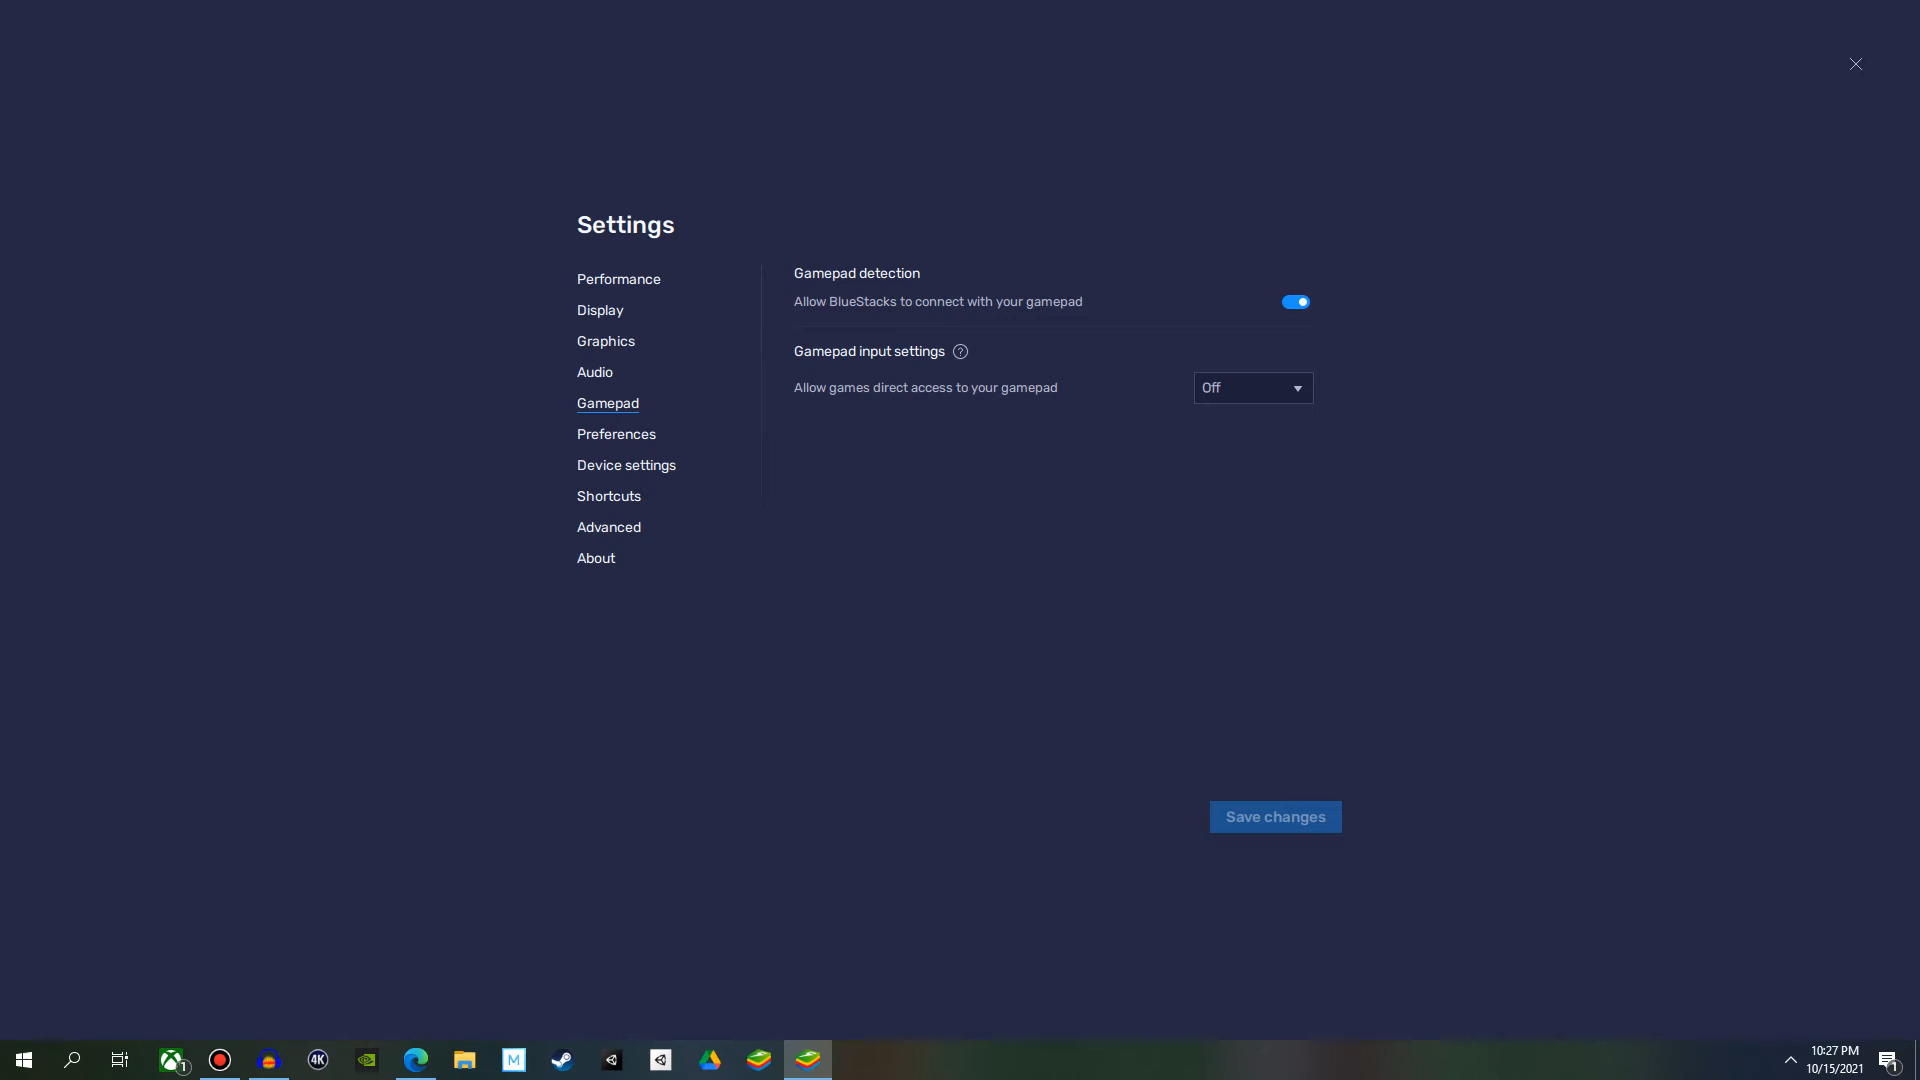 Settings
Performance
Display
Graphics
Audio
Gamepad
Preferences
Device settings
Shortcuts
Advanced
About
Gamepad detection
Allow BlueStacks to connect with your gamepad
Gamepad input settings ?
Allow games direct access to your gamepad
Off
Save changes
1
4K
M
10:27 PM
10/15/2021
1